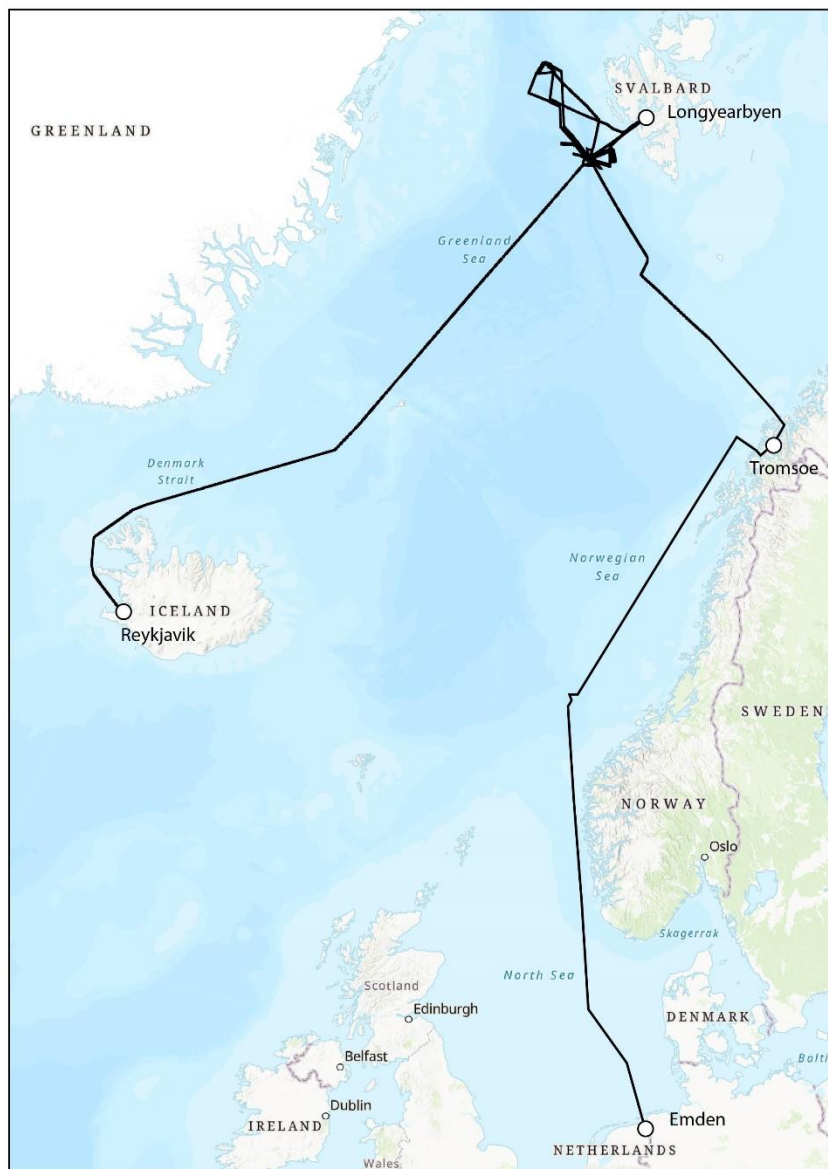 SVALBARD
Longyearbyen
GREENLAND
Greenland
Sea
Tromsoe
Denmark
Strait
Norwegian
Sea
ICELAND
Reykjavik
SWEDEN
NORWAY
Oslo
Skagerrak
North Sea
Scotland
Edinburgh
DENMARK
Belfast
Balti
Dublin
IRELAND
Emden
NETHERLANDS
Wales